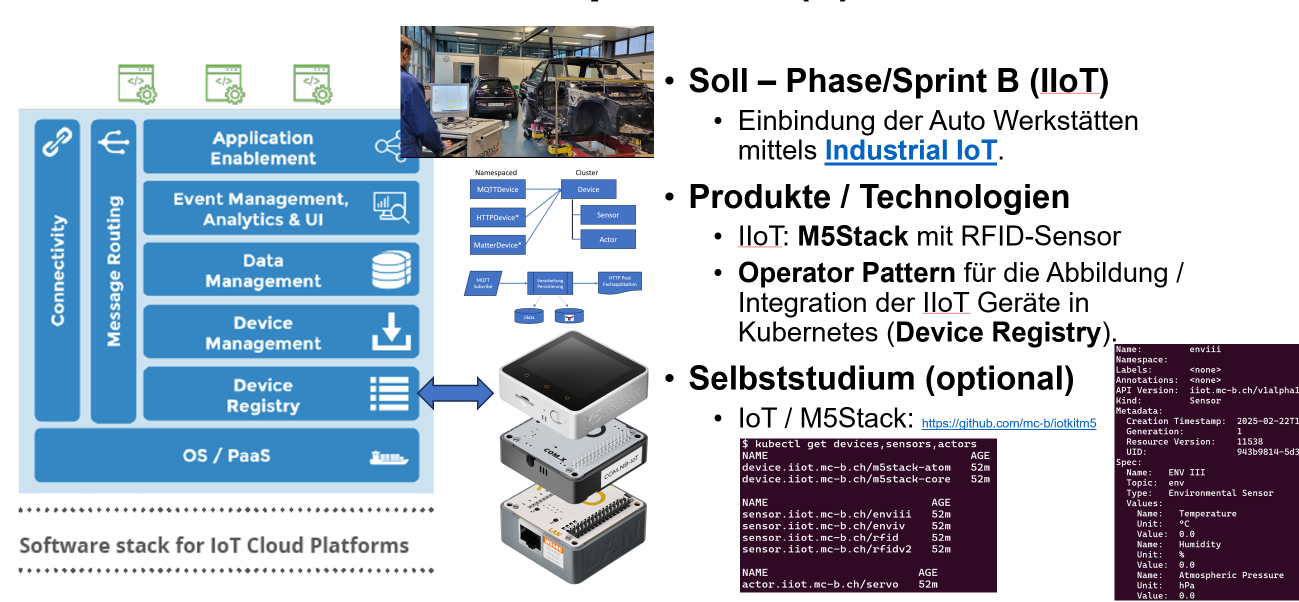 Connectivity
Message Routing
Application
Enablement
Event Management,
Analytics & UI
Data
Management
Device
Management
Device
Registry
OS / PaaS
Software stack for IoT Cloud Platforms
Namespaced
Cluster
MQTTDevice
Device
HTTPDevice*
Sensor
MatterDevice*
Actor
MQTT
Subcribe
Verarbeitung
Persistierung
HTTP Post
Fachapplikation
/data
COM.X
COM.NB-IoT
LAN
• Soll – Phase/Sprint B (IIoT)
• Einbindung der Auto Werkstätten
mittels Industrial IoT.
• Produkte / Technologien
• IIoT: M5Stack mit RFID-Sensor
• Operator Pattern für die Abbildung /
Integration der IIoT Geräte in
Kubernetes (Device Registry).
• Selbststudium (optional)
• IoT / M5Stack: https://github.com/mc-b/iotkitm5
$ kubectl get devices,sensors,actors
NAME AGE
device.iiot.mc-b.ch/m5stack-atom 52m
device.iiot.mc-b.ch/m5stack-core 52m
NAME AGE
sensor.iiot.mc-b.ch/enviii 52m
sensor.iiot.mc-b.ch/enviv 52m
sensor.iiot.mc-b.ch/rfid 52m
sensor.iiot.mc-b.ch/rfidv2 52m
NAME AGE
actor.iiot.mc-b.ch/servo 52m
Name: enviii
Namespace:
Labels: <none>
Annotations: <none>
API Version: iiot.mc-b.ch/v1alpha1
Kind: Sensor
Metadata:
Creation Timestamp: 2025-02-22T1
Generation: 1
Resource Version: 11538
UID: 943b9814-5d3
Spec:
Name: ENV III
Topic: env
Type: Environmental Sensor
Values:
Name: Temperature
Unit: ºC
Value: 0.0
Name: Humidity
Unit: %
Value: 0.0
Name: Atmospheric Pressure
Unit: hPa
Value: 0.0